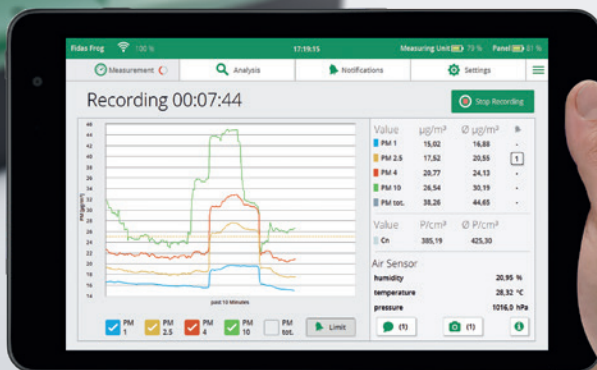 Fidas Frog 100 % 17:19:15 Measuring Unit 79 % Panel 81 %
Measurement Analysis Notifications Settings
Recording 00:07:44 Stop Recording
Value µg/m³ Ø µg/m³
PM 1 15,02 16,88 -
PM 2.5 17,52 20,55 1
PM 4 20,77 24,13 -
PM 10 26,54 30,19 -
PM tot. 38,26 44,65 -
Value P/cm³ Ø P/cm³
Cn 385,19 425,30
Air Sensor
humidity 20,95 %
temperature 28,32 °C
pressure 1016,0 hPa
(1) (1)
PM [µg/m³]
46
44
42
40
38
36
34
32
30
28
26
24
22
20
18
16
14
past 10 Minutes
PM 1 PM 2.5 PM 4 PM 10 PM tot. Limit